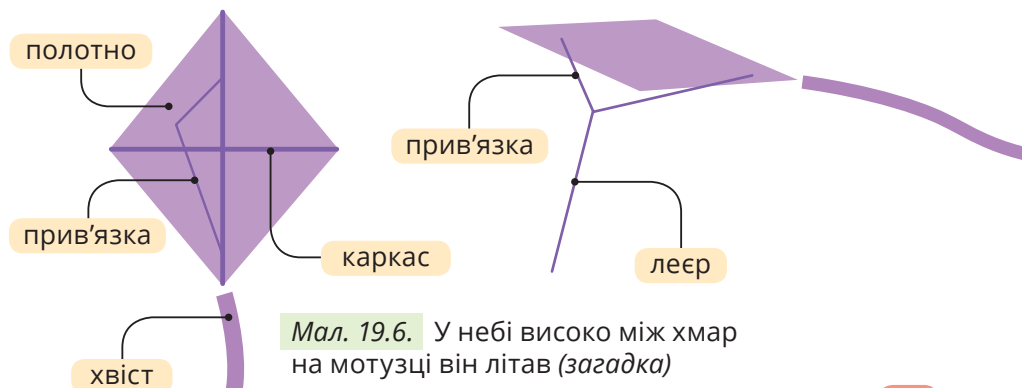 полотно
прив’язка
прив’язка
каркас
леєр
хвіст
Мал. 19.6. У небі високо між хмар
на мотузці він літав (загадка)